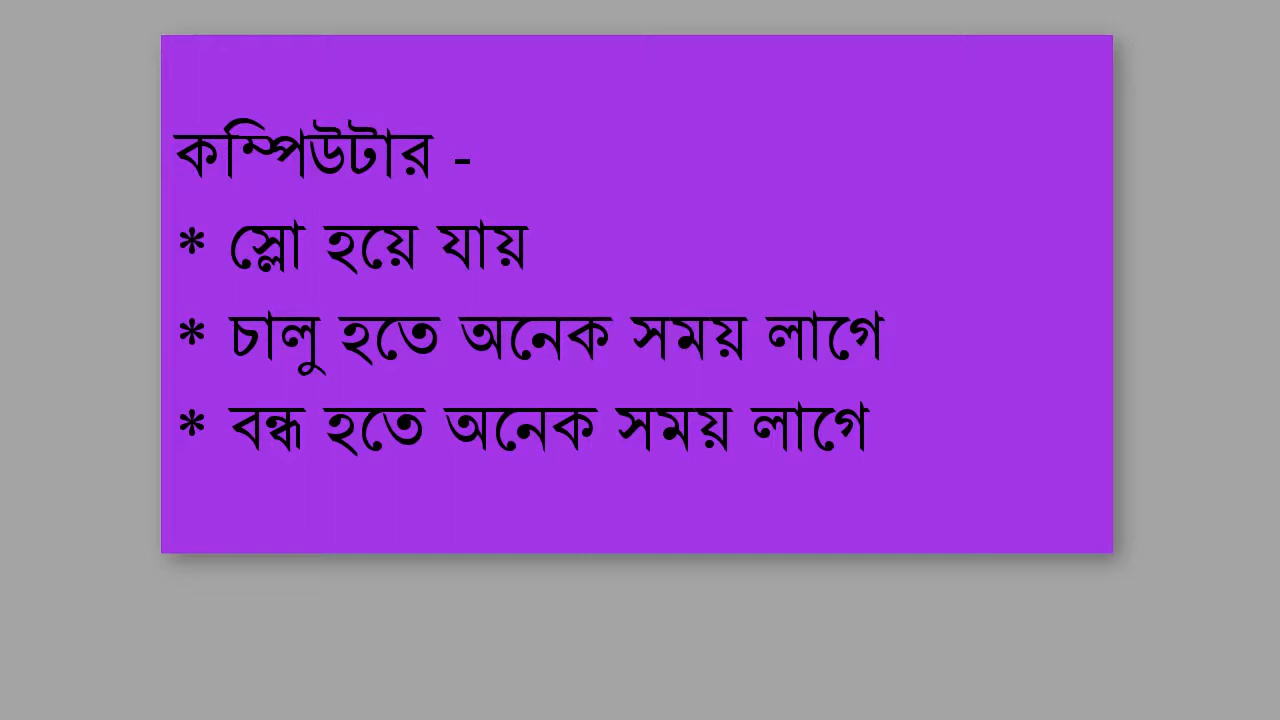 কম্পিউটার -
* স্লো হয়ে যায়
* চালু হতে অনেক সময় লাগে
* বন্ধ হতে অনেক সময় লাগে